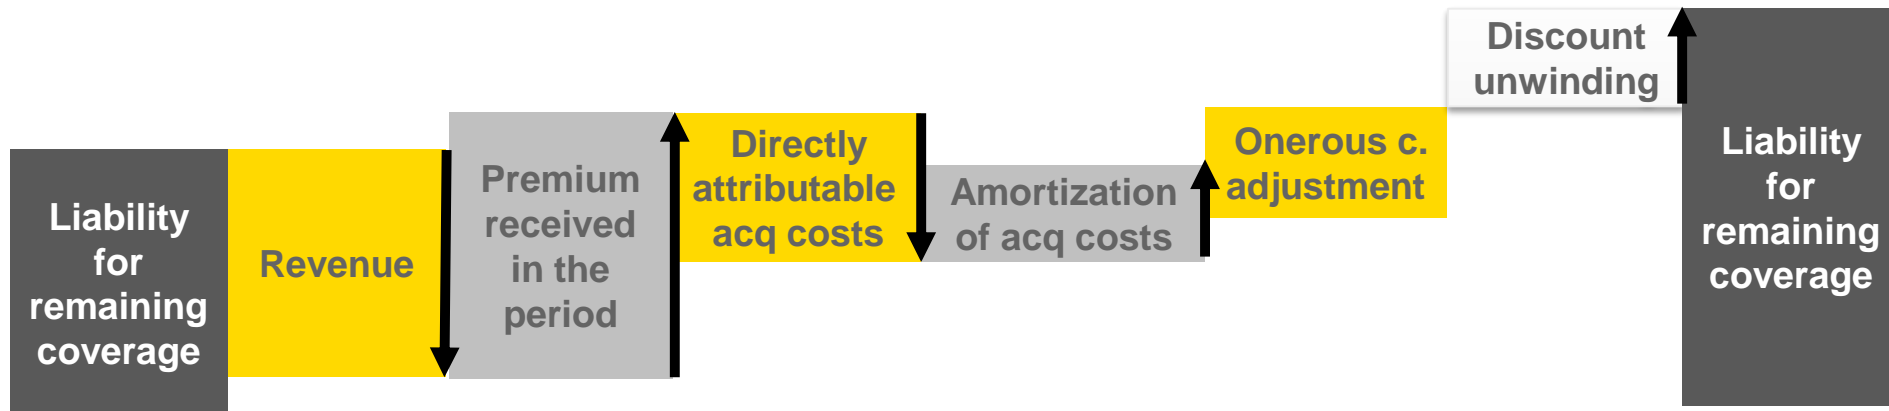 Liability
for
remaining
coverage
Revenue
Premium
received
in the
period
Directly
attributable
acq costs
Amortization
of acq costs
Onerous c.
adjustment
Discount
unwinding
Liability
for
remaining
coverage